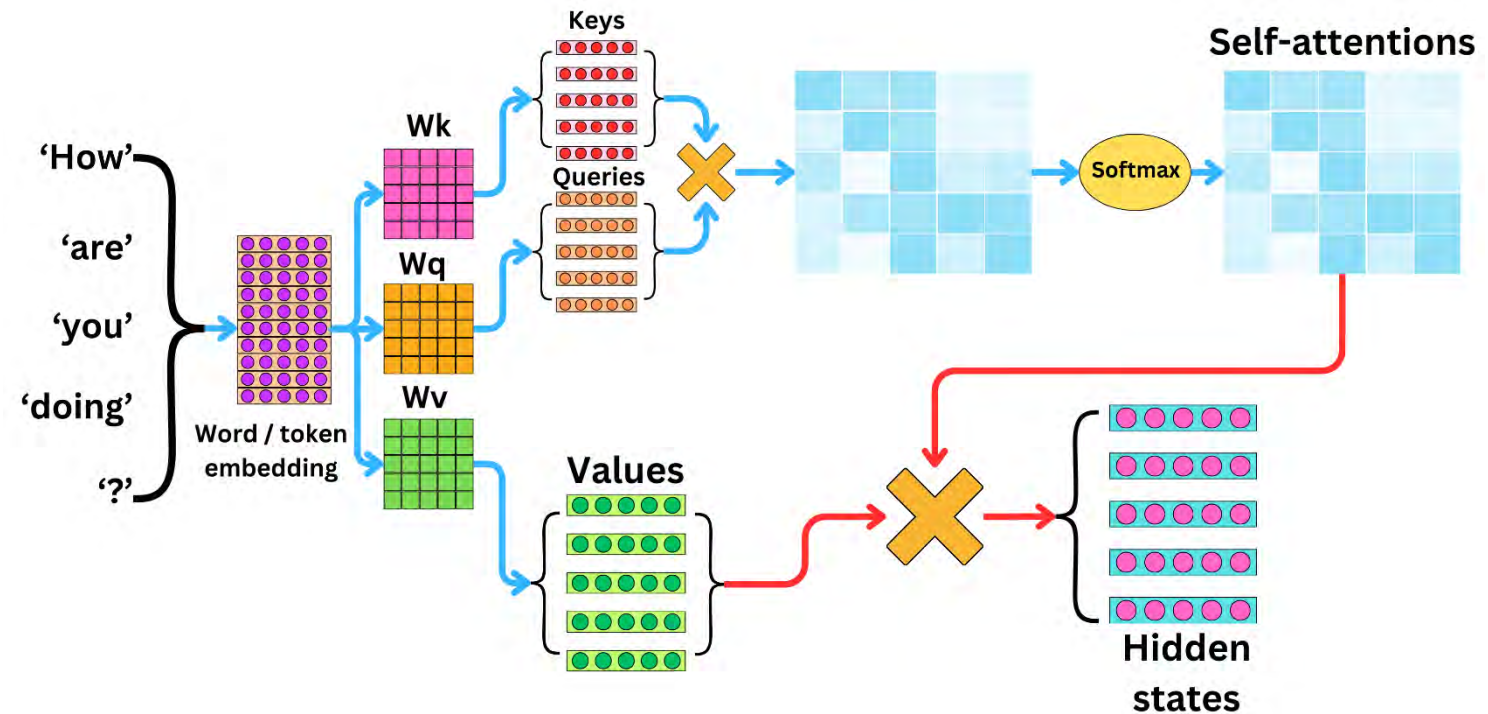 ‘How’
‘are’
‘you’
‘doing’
‘?’
Word / token
embedding
Wk
Wq
Wv
Keys
Queries
Values
Softmax
Self-attentions
Hidden
states